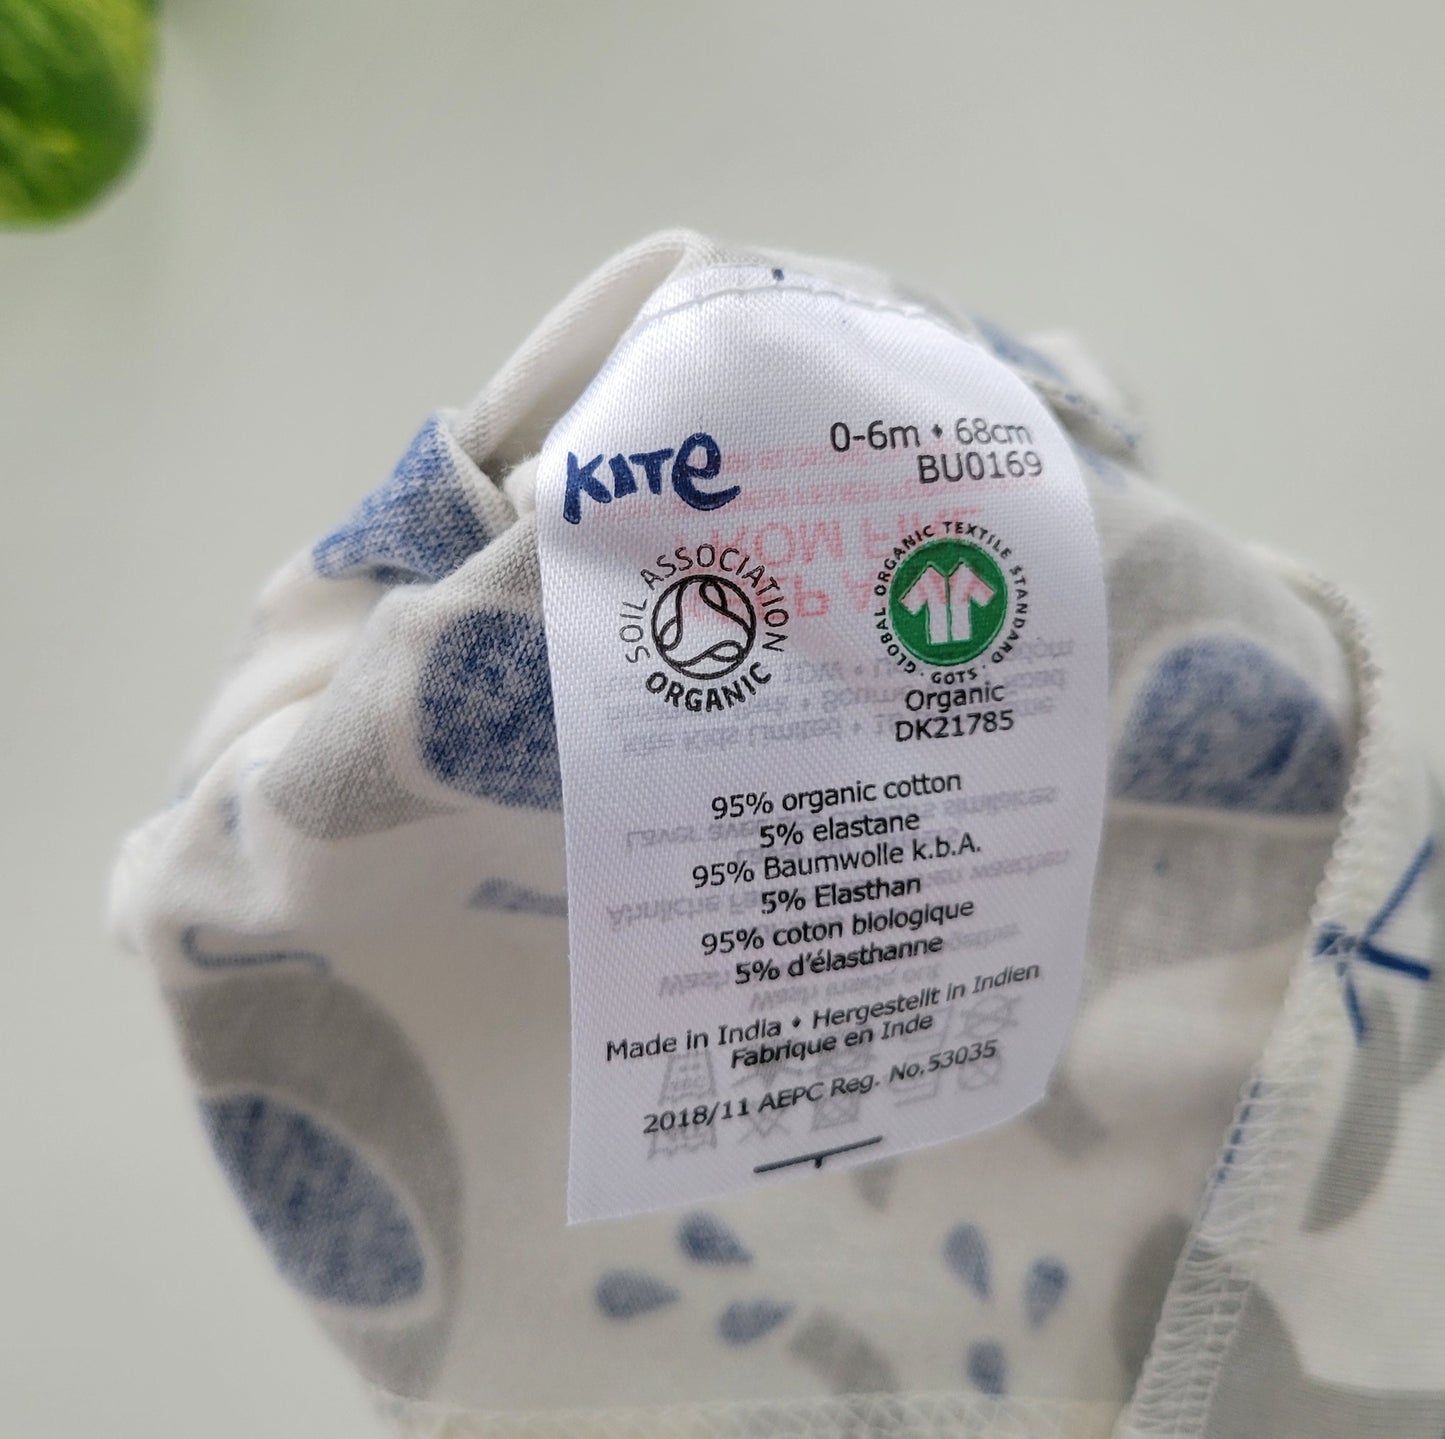 KITe
0-6m • 68cm
BU0169
SOIL ASSOCIATION
ORGANIC
GLOBAL ORGANIC TEXTILE STANDARD · GOTS ·
Organic
DK21785
95% organic cotton
5% elastane
95% Baumwolle k.b.A.
5% Elasthan
95% coton biologique
5% d'élasthanne
Made in India • Hergestellt in Indien
Fabrique en Inde
2018/11 AEPC Reg. No.53035